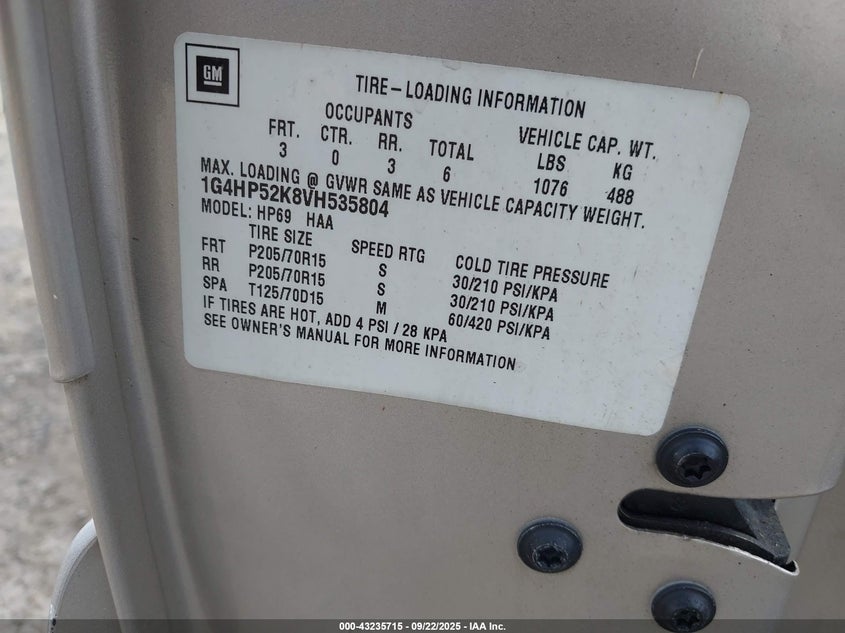 GM
TIRE-LOADING INFORMATION
OCCUPANTS VEHICLE CAP. WT.
FRT. CTR. RR. TOTAL LBS KG
3 0 3 6 1076 488
MAX. LOADING @ GVWR SAME AS VEHICLE CAPACITY WEIGHT.
1G4HP52K8VH535804
MODEL: HP69 HAA
TIRE SIZE SPEED RTG COLD TIRE PRESSURE
FRT P205/70R15 S 30/210 PSI/KPA
RR P205/70R15 S 30/210 PSI/KPA
SPA T125/70D15 M 60/420 PSI/KPA
IF TIRES ARE HOT, ADD 4 PSI / 28 KPA
SEE OWNER'S MANUAL FOR MORE INFORMATION
000-43235715 - 09/22/2025 - IAA Inc.